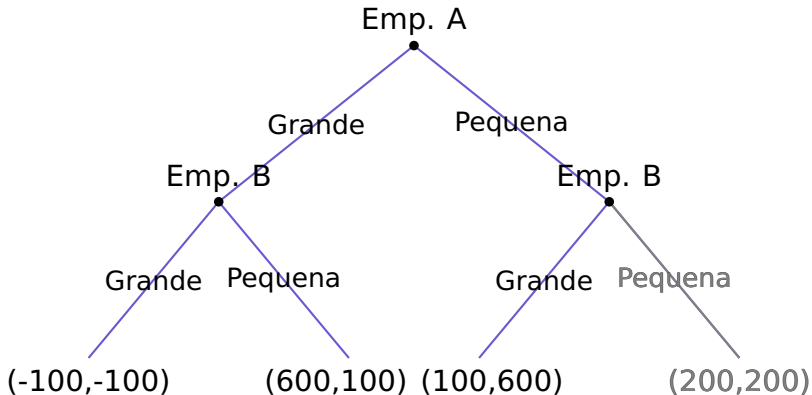 Emp. A
Grande
Pequena
Emp. B
Emp. B
Grande
Pequena
Grande
Pequena
(-100,-100)
(600,100)
(100,600)
(200,200)